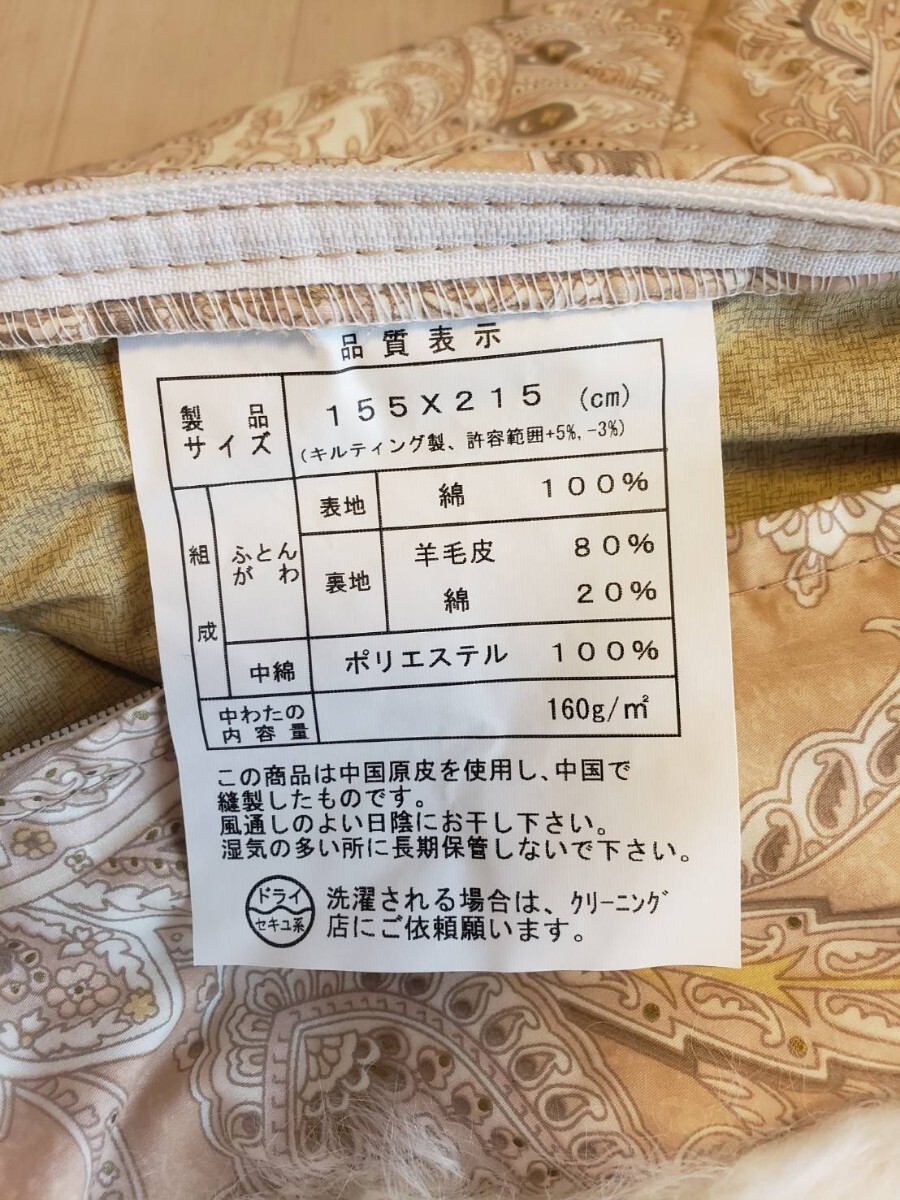 品質表示
製品サイズ
155X215 (cm)
(キルティング製、許容範囲+5%,-3%)
組成
ふとんがわ
表地 綿 100%
裏地 羊毛皮 80%
綿 20%
中綿 ポリエステル 100%
中わたの内容量 160g/㎡
この商品は中国原皮を使用し、中国で
縫製したものです。
風通しのよい日陰にお干し下さい。
湿気の多い所に長期保管しないで下さい。
ドライ
セキユ系
洗濯される場合は、クリーニング
店にご依頼願います。